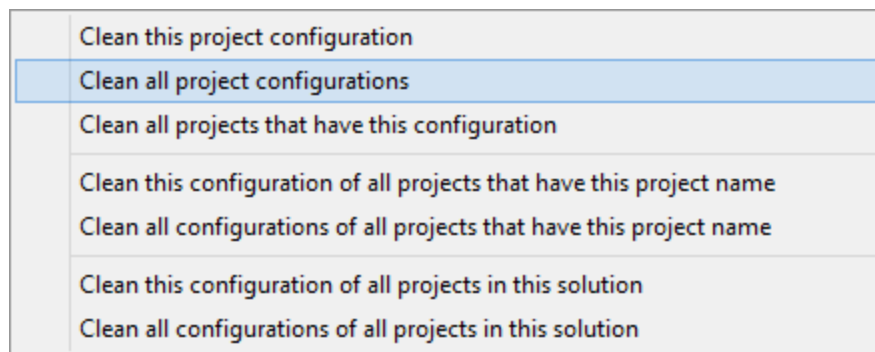 Clean this project configuration
Clean all project configurations
Clean all projects that have this configuration
Clean this configuration of all projects that have this project name
Clean all configurations of all projects that have this project name
Clean this configuration of all projects in this solution
Clean all configurations of all projects in this solution